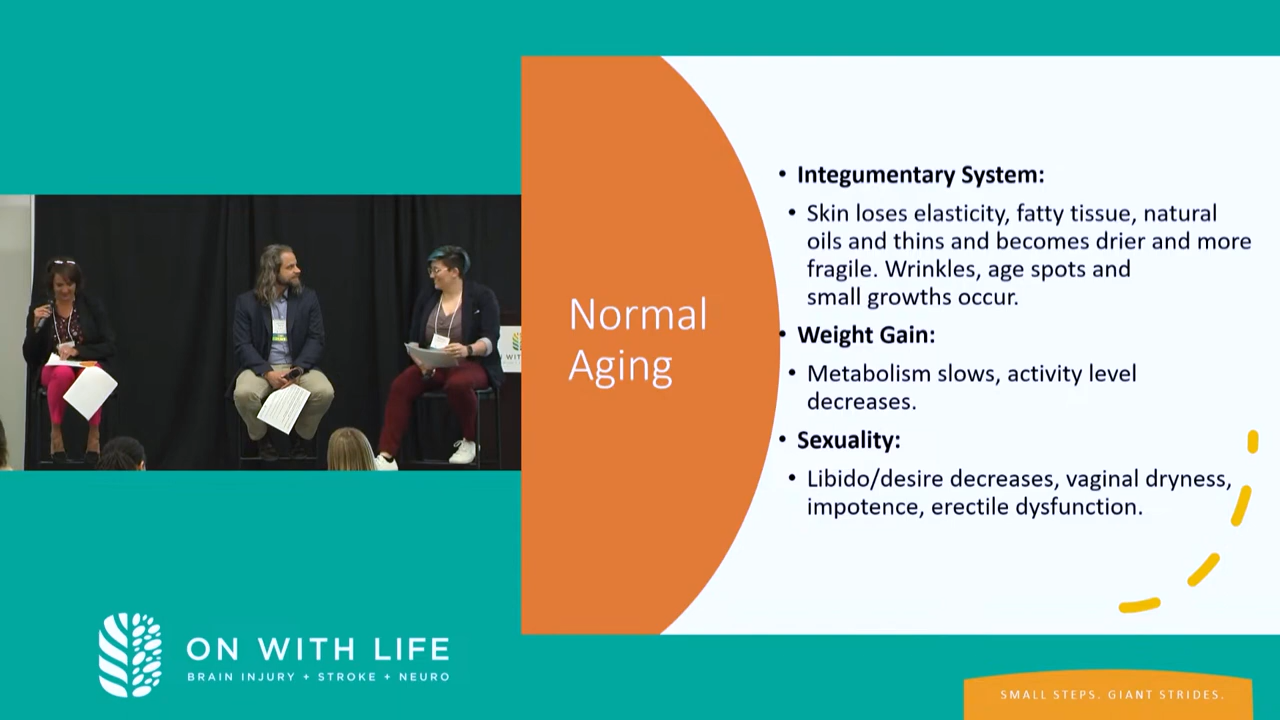 Normal
Aging
• Integumentary System:
• Skin loses elasticity, fatty tissue, natural
oils and thins and becomes drier and more
fragile. Wrinkles, age spots and
small growths occur.
• Weight Gain:
• Metabolism slows, activity level
decreases.
• Sexuality:
• Libido/desire decreases, vaginal dryness,
impotence, erectile dysfunction.
ON WITH LIFE
BRAIN INJURY + STROKE + NEURO
SMALL STEPS. GIANT STRIDES.